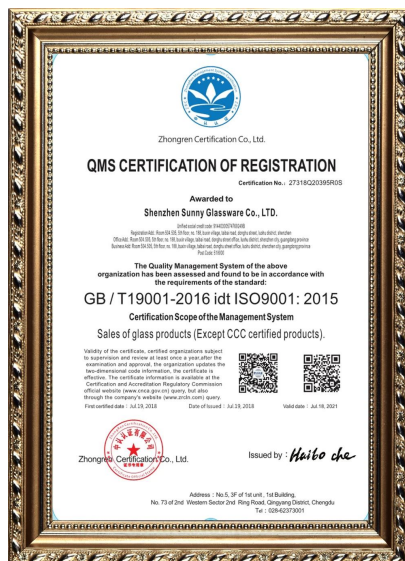 Zhongren Certification Co., Ltd.
QMS CERTIFICATION OF REGISTRATION
Certification No.: 27318Q20395R0S
Awarded to
Shenzhen Sunny Glassware Co., LTD.
The Quality Management System of the above
organization has been assessed and found to be in accordance with
the requirements of the standard:
GB / T19001-2016 idt ISO9001: 2015
Certification Scope of the Management System
Sales of glass products (Except CCC certified products).
Validity of the certificate, certified organizations subject
to supervision and review at least once a year,after the
examination and approval, the organization updates the
two-dimensional code information, the certificate is
effective. The certificate information is available at the
Certification and Accreditation Regulatory Commission
official website (www.cnca.gov.cn) query, but also
through the company's website (www.zrcln.com) query.
First certified date : Jul.19, 2018 Date of Issued : Jul.19, 2018 Valid date : Jul.18, 2021
Zhongren Certification Co., Ltd.
Issued by : Haibo che
Address : No.5, 3F of 1st unit , 1st Building,
No. 73 of 2nd Western Sector 2nd Ring Road, Qingyang District, Chengdu
Tel : 028-62373001